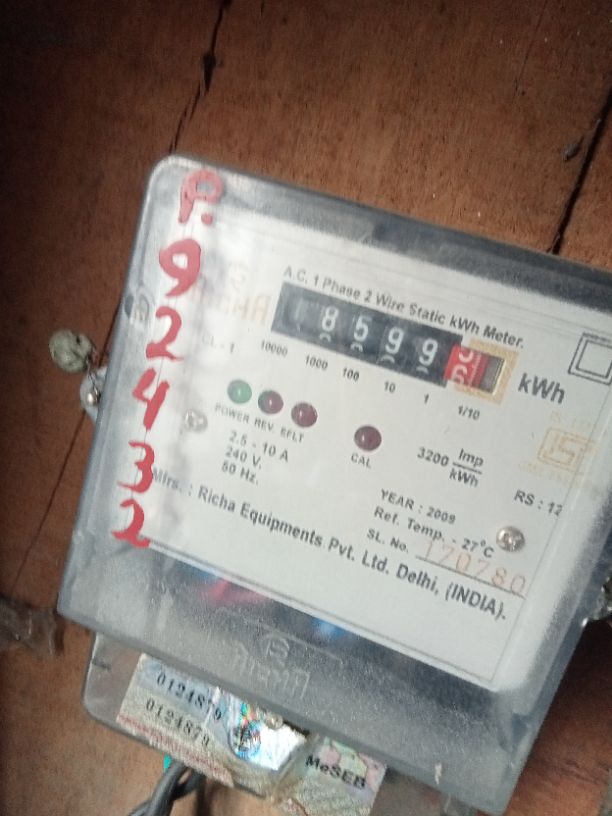 P.
9
2
4
3
2
A.C. 1 Phase 2 Wire Static kWh Meter.
8599
kWh
10000 1000 100 10 1 1/10
POWER REV. EFLT
CAL
2.5 - 10 A
240 V.
50 Hz.
3200 Imp
kWh
YEAR : 2009
Ref. Temp. - 27°C
SL. No. 170780
Mfrs. : Richa Equipments Pvt. Ltd. Delhi, (INDIA).
0124879
0124879
MeSEB